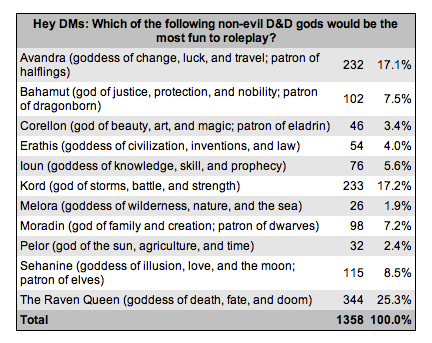 Hey DMs: Which of the following non-evil D&D gods would be the
most fun to roleplay?
Avandra (goddess of change, luck, and travel; patron of
halflings) 232 17.1%
Bahamut (god of justice, protection, and nobility; patron
of dragonborn) 102 7.5%
Corellon (god of beauty, art, and magic; patron of eladrin) 46 3.4%
Erathis (goddess of civilization, inventions, and law) 54 4.0%
Ioun (goddess of knowledge, skill, and prophecy) 76 5.6%
Kord (god of storms, battle, and strength) 233 17.2%
Melora (goddess of wilderness, nature, and the sea) 26 1.9%
Moradin (god of family and creation; patron of dwarves) 98 7.2%
Pelor (god of the sun, agriculture, and time) 32 2.4%
Sehanine (goddess of illusion, love, and the moon;
patron of elves) 115 8.5%
The Raven Queen (goddess of death, fate, and doom) 344 25.3%
Total 1358 100.0%